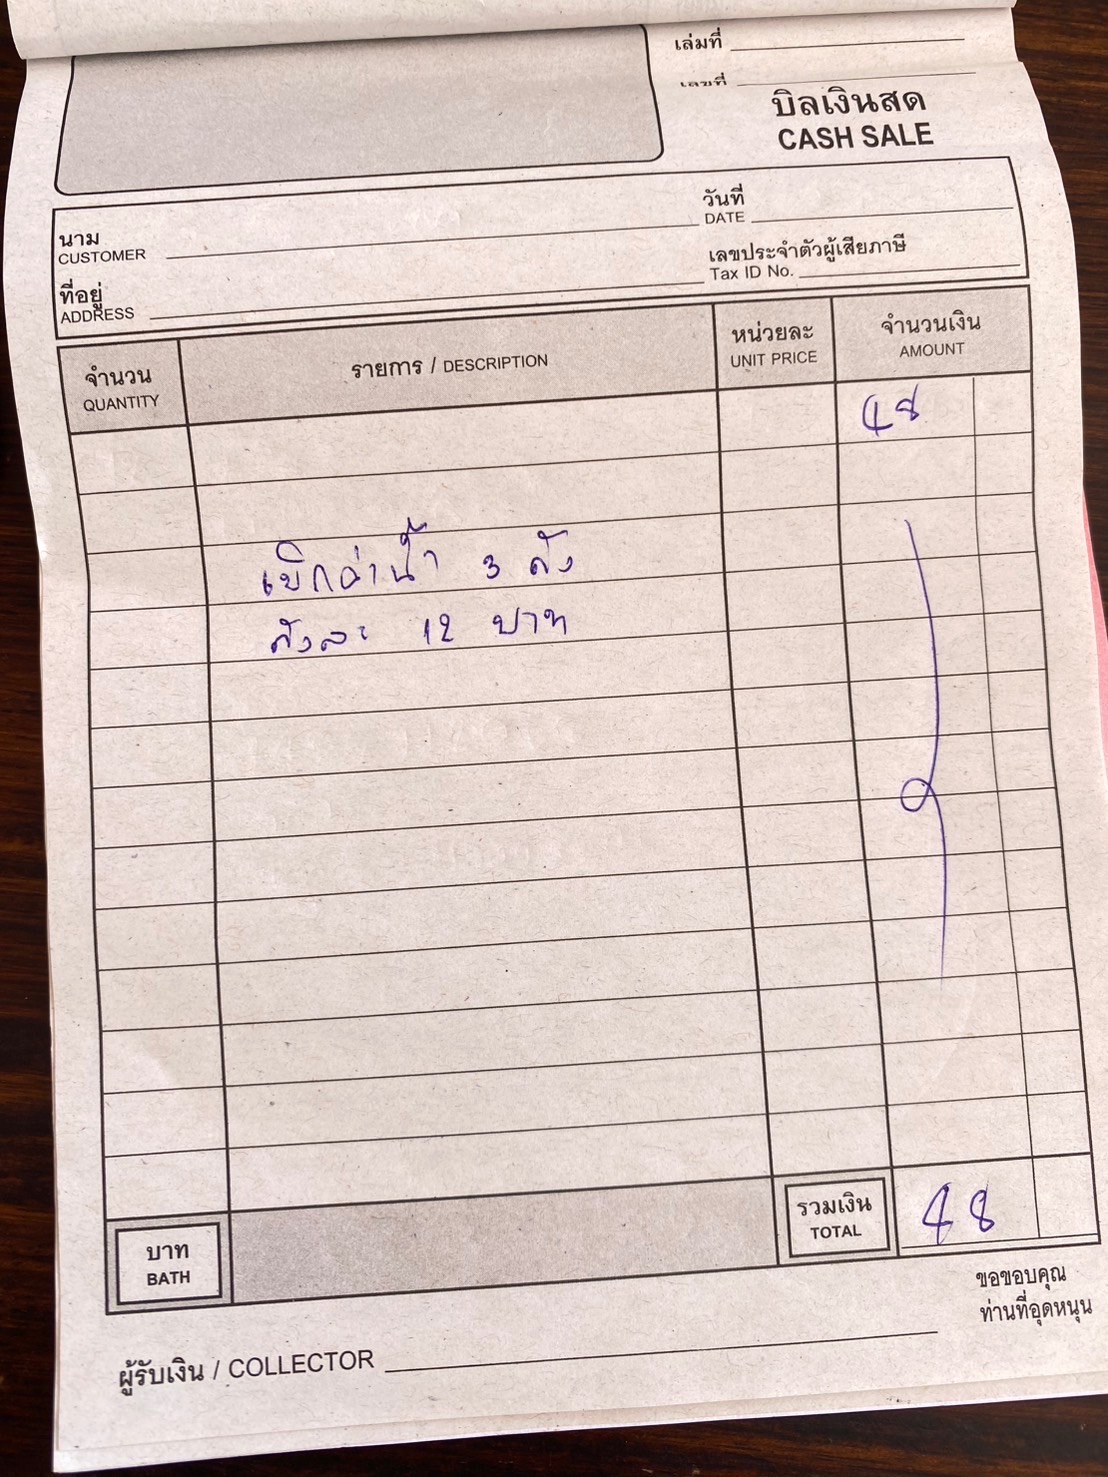 เล่มที่
เลขที่
บิลเงินสด
CASH SALE
นาม
CUSTOMER
วันที่
DATE
ที่อยู่
ADDRESS
เลขประจำตัวผู้เสียภาษี
Tax ID No.
จำนวน
QUANTITY
รายการ / DESCRIPTION
หน่วยละ
UNIT PRICE
จำนวนเงิน
AMOUNT
48
เบิกค่าน้ำ 3 ถัง
ถังละ 12 บาท
บาท
BATH
รวมเงิน
TOTAL
48
ขอขอบคุณ
ท่านที่อุดหนุน
ผู้รับเงิน / COLLECTOR